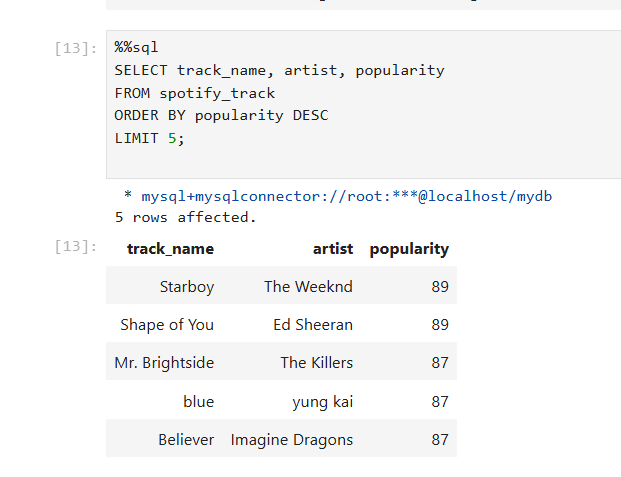 [13]: %%sql
SELECT track_name, artist, popularity
FROM spotify_track
ORDER BY popularity DESC
LIMIT 5;
* mysql+mysqlconnector://root:***@localhost/mydb
5 rows affected.
[13]: track_name artist popularity
Starboy The Weeknd 89
Shape of You Ed Sheeran 89
Mr. Brightside The Killers 87
blue yung kai 87
Believer Imagine Dragons 87